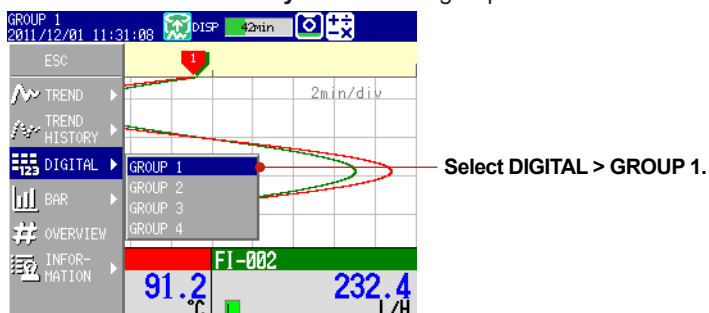 GROUP 1
2011/12/01 11:31:08 DISP 42min
ESC
1
2min/div
TREND
TREND
HISTORY
DIGITAL
GROUP 1
GROUP 2
GROUP 3
GROUP 4
Select DIGITAL > GROUP 1.
BAR
OVERVIEW
INFOR-
MATION
FI-002
91.2
°C
232.4
L/H